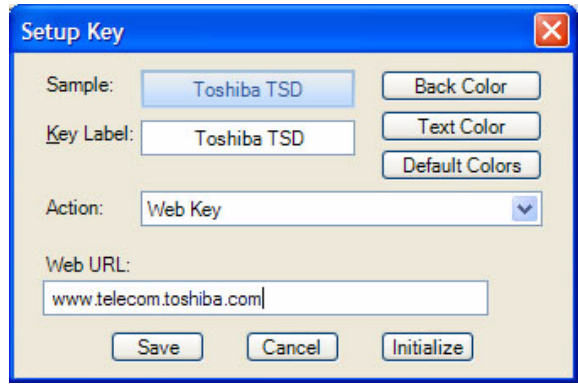 Setup Key
Sample: Toshiba TSD Back Color
Key Label: Toshiba TSD Text Color
Default Colors
Action: Web Key
Web URL:
www.telecom.toshiba.com
Save Cancel Initialize